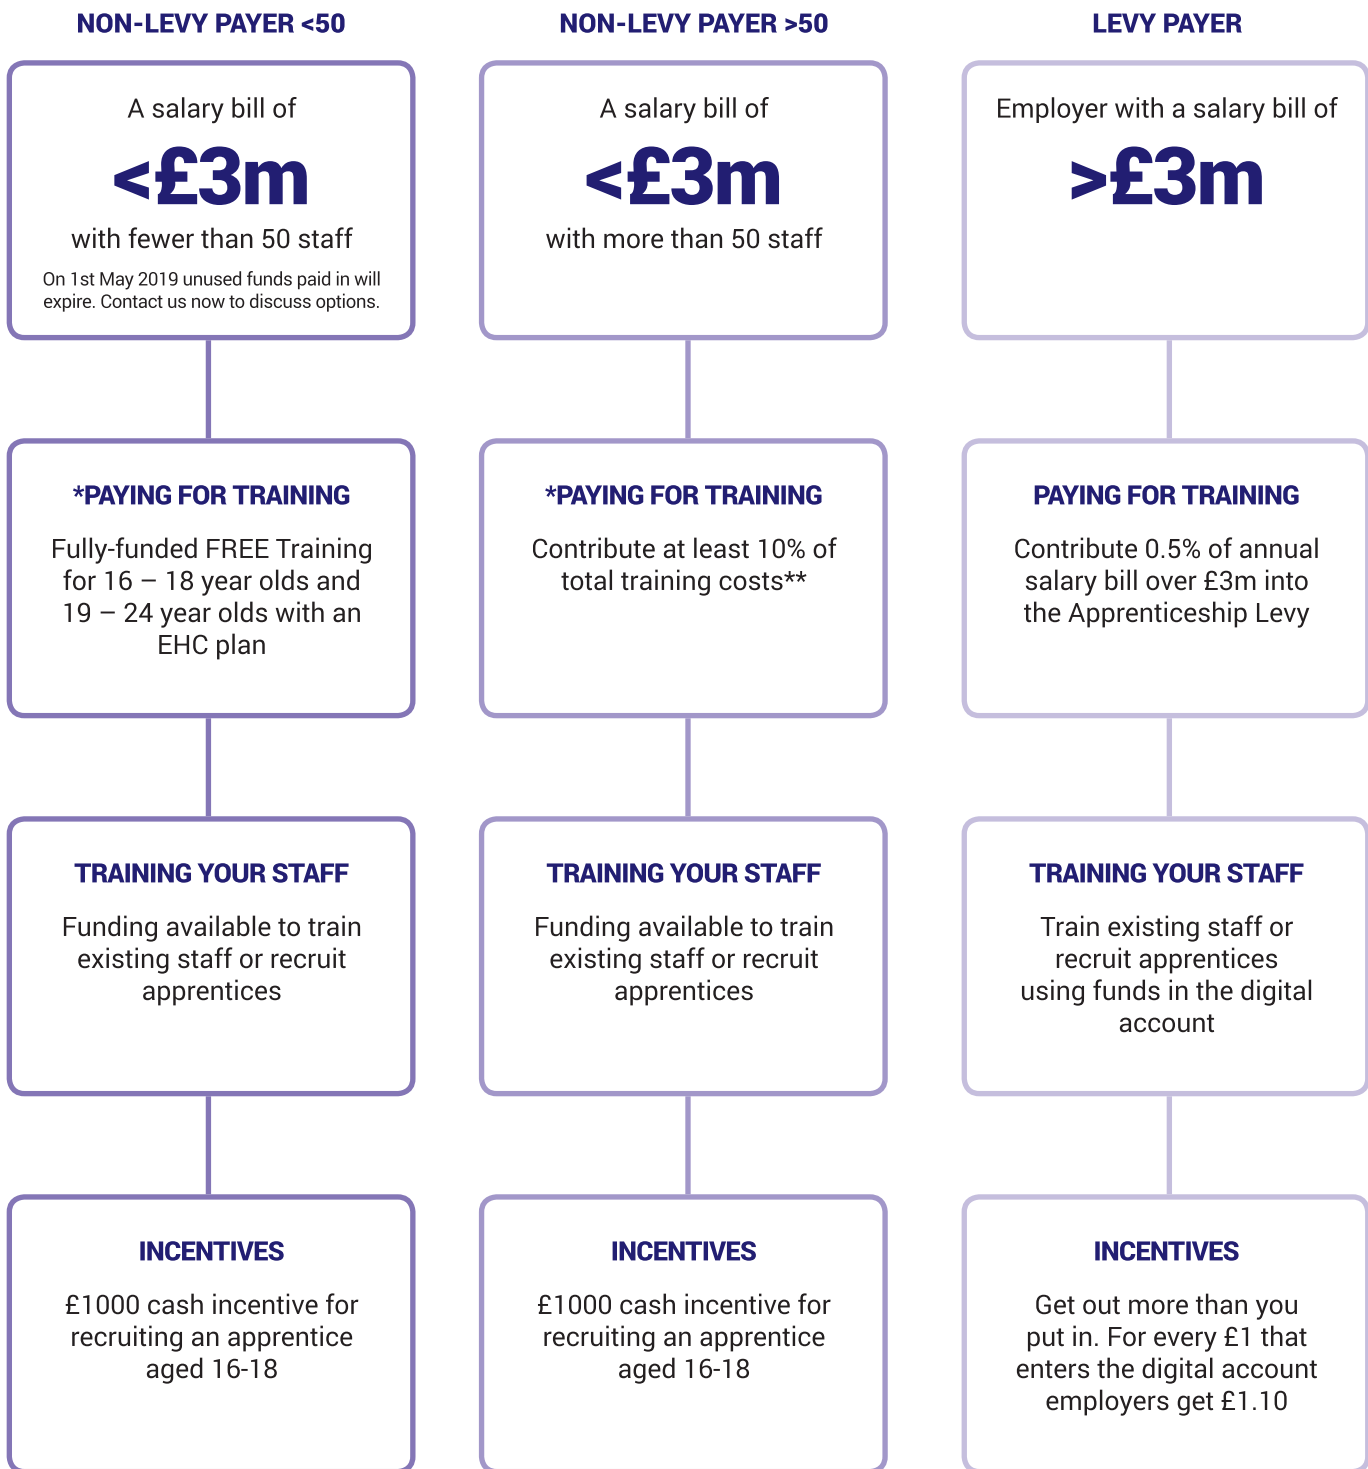 NON-LEVY PAYER <50
A salary bill of
<£3m
with fewer than 50 staff
On 1st May 2019 unused funds paid in will
expire. Contact us now to discuss options.
*PAYING FOR TRAINING
Fully-funded FREE Training
for 16 – 18 year olds and
19 – 24 year olds with an
EHC plan
TRAINING YOUR STAFF
Funding available to train
existing staff or recruit
apprentices
INCENTIVES
£1000 cash incentive for
recruiting an apprentice
aged 16-18
NON-LEVY PAYER >50
A salary bill of
<£3m
with more than 50 staff
*PAYING FOR TRAINING
Contribute at least 10% of
total training costs**
TRAINING YOUR STAFF
Funding available to train
existing staff or recruit
apprentices
INCENTIVES
£1000 cash incentive for
recruiting an apprentice
aged 16-18
LEVY PAYER
Employer with a salary bill of
>£3m
PAYING FOR TRAINING
Contribute 0.5% of annual
salary bill over £3m into
the Apprenticeship Levy
TRAINING YOUR STAFF
Train existing staff or
recruit apprentices
using funds in the digital
account
INCENTIVES
Get out more than you
put in. For every £1 that
enters the digital account
employers get £1.10